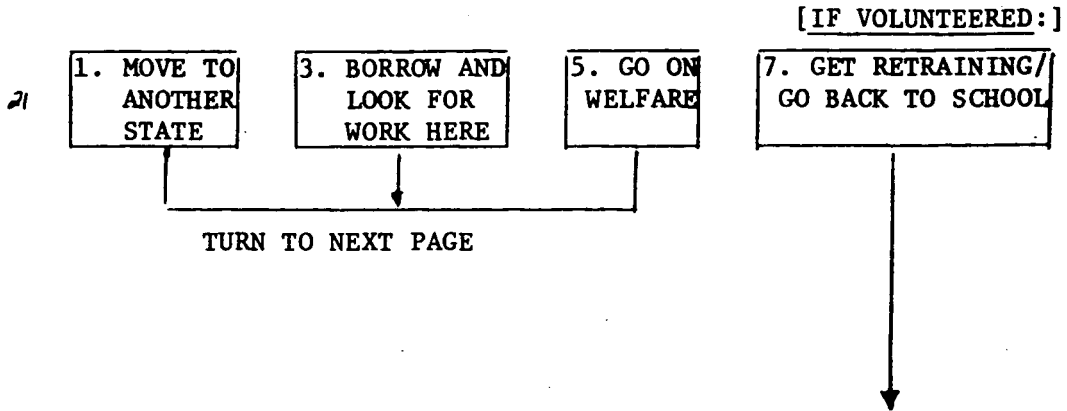 [IF VOLUNTEERED:]
21
1. MOVE TO
ANOTHER
STATE
3. BORROW AND
LOOK FOR
WORK HERE
5. GO ON
WELFARE
7. GET RETRAINING/
GO BACK TO SCHOOL
TURN TO NEXT PAGE